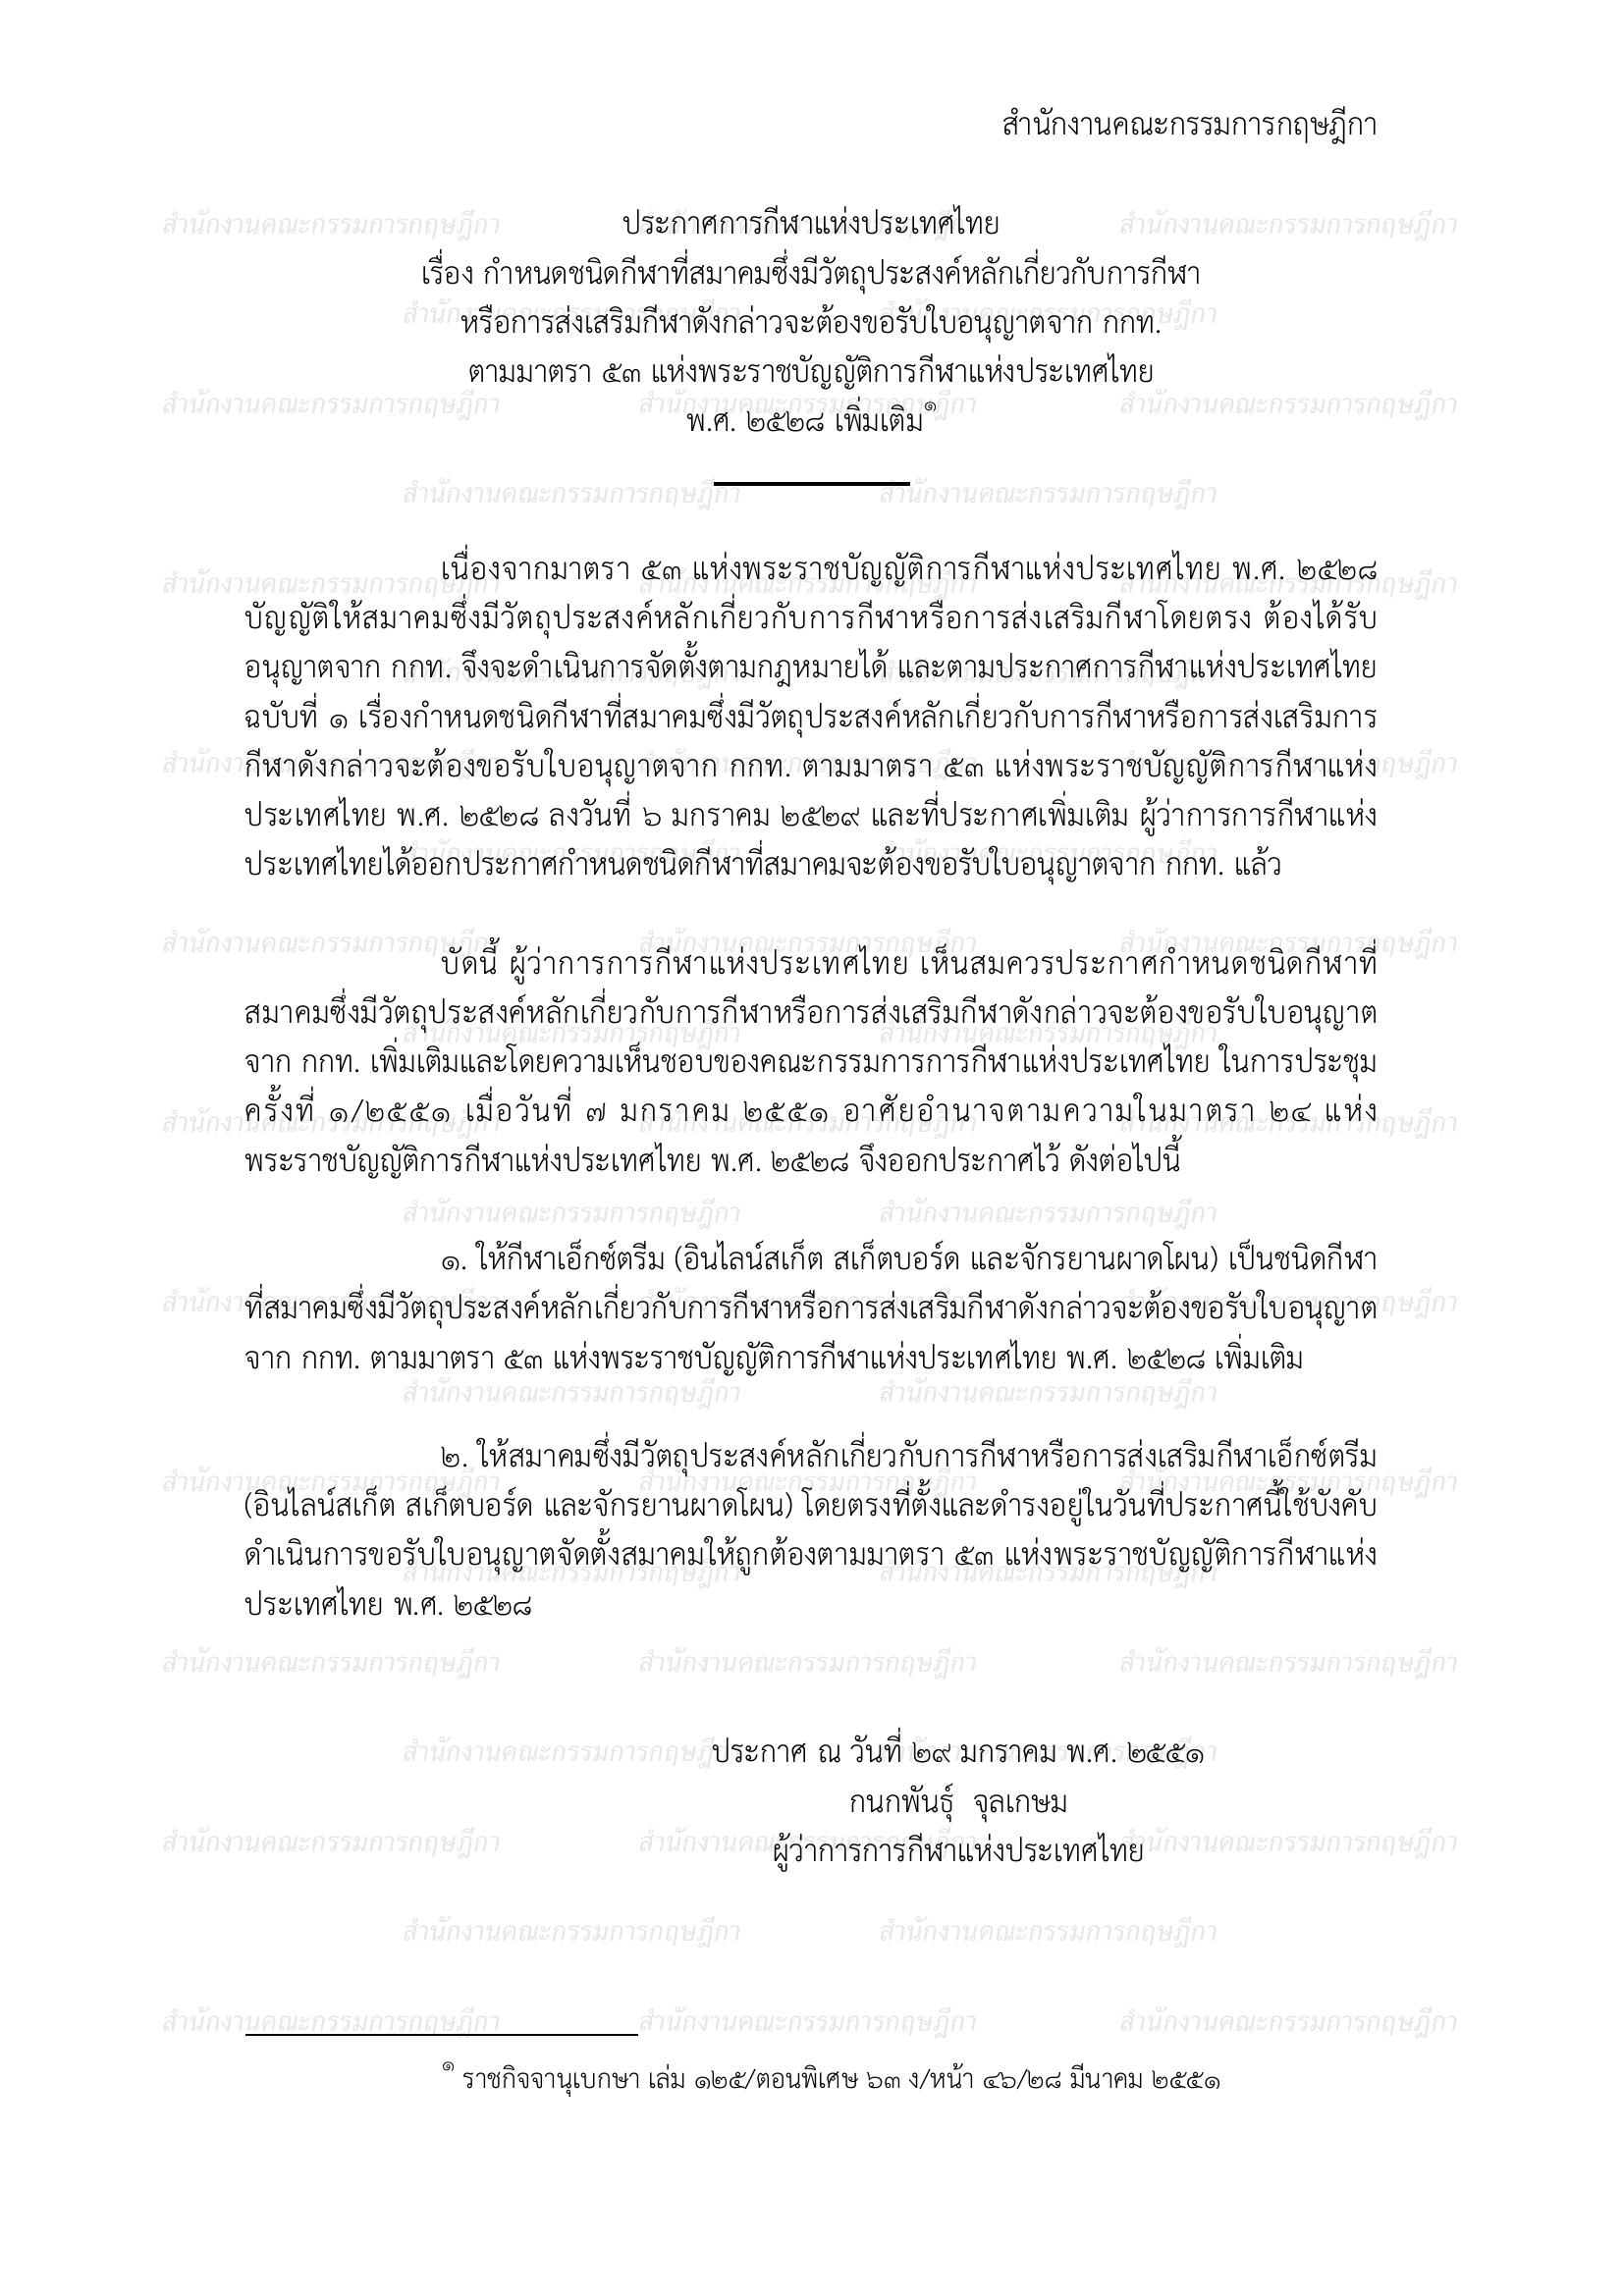 สำนักงานคณะกรรมการกฤษฎีกา
ประกาศการกีฬาแห่งประเทศไทย
เรื่อง กำหนดชนิดกีฬาที่สมาคมซึ่งมีวัตถุประสงค์หลักเกี่ยวกับการกีฬา
หรือการส่งเสริมกีฬาดังกล่าวจะต้องขอรับใบอนุญาตจาก กกท.
ตามมาตรา ๕๓ แห่งพระราชบัญญัติการกีฬาแห่งประเทศไทย
พ.ศ. ๒๕๒๘ เพิ่มเติม๑
เนื่องจากมาตรา ๕๓ แห่งพระราชบัญญัติการกีฬาแห่งประเทศไทย พ.ศ. ๒๕๒๘
บัญญัติให้สมาคมซึ่งมีวัตถุประสงค์หลักเกี่ยวกับการกีฬาหรือการส่งเสริมกีฬาโดยตรง ต้องได้รับ
อนุญาตจาก กกท. จึงจะดำเนินการจัดตั้งตามกฎหมายได้ และตามประกาศการกีฬาแห่งประเทศไทย
ฉบับที่ ๑ เรื่องกำหนดชนิดกีฬาที่สมาคมซึ่งมีวัตถุประสงค์หลักเกี่ยวกับการกีฬาหรือการส่งเสริมการ
กีฬาดังกล่าวจะต้องขอรับใบอนุญาตจาก กกท. ตามมาตรา ๕๓ แห่งพระราชบัญญัติการกีฬาแห่ง
ประเทศไทย พ.ศ. ๒๕๒๘ ลงวันที่ ๖ มกราคม ๒๕๒๙ และที่ประกาศเพิ่มเติม ผู้ว่าการการกีฬาแห่ง
ประเทศไทยได้ออกประกาศกำหนดชนิดกีฬาที่สมาคมจะต้องขอรับใบอนุญาตจาก กกท. แล้ว
บัดนี้ ผู้ว่าการการกีฬาแห่งประเทศไทย เห็นสมควรประกาศกำหนดชนิดกีฬาที่
สมาคมซึ่งมีวัตถุประสงค์หลักเกี่ยวกับการกีฬาหรือการส่งเสริมกีฬาดังกล่าวจะต้องขอรับใบอนุญาต
จาก กกท. เพิ่มเติมและโดยความเห็นชอบของคณะกรรมการการกีฬาแห่งประเทศไทย ในการประชุม
ครั้งที่ ๑/๒๕๕๑ เมื่อวันที่ ๗ มกราคม ๒๕๕๑ อาศัยอำนาจตามความในมาตรา ๒๔ แห่ง
พระราชบัญญัติการกีฬาแห่งประเทศไทย พ.ศ. ๒๕๒๘ จึงออกประกาศไว้ ดังต่อไปนี้
๑. ให้กีฬาเอ็กซ์ตรีม (อินไลน์สเก็ต สเก็ตบอร์ด และจักรยานผาดโผน) เป็นชนิดกีฬา
ที่สมาคมซึ่งมีวัตถุประสงค์หลักเกี่ยวกับการกีฬาหรือการส่งเสริมกีฬาดังกล่าวจะต้องขอรับใบอนุญาต
จาก กกท. ตามมาตรา ๕๓ แห่งพระราชบัญญัติการกีฬาแห่งประเทศไทย พ.ศ. ๒๕๒๘ เพิ่มเติม
๒. ให้สมาคมซึ่งมีวัตถุประสงค์หลักเกี่ยวกับการกีฬาหรือการส่งเสริมกีฬาเอ็กซ์ตรีม
(อินไลน์สเก็ต สเก็ตบอร์ด และจักรยานผาดโผน) โดยตรงที่ตั้งและดำรงอยู่ในวันที่ประกาศนี้ใช้บังคับ
ดำเนินการขอรับใบอนุญาตจัดตั้งสมาคมให้ถูกต้องตามมาตรา ๕๓ แห่งพระราชบัญญัติการกีฬาแห่ง
ประเทศไทย พ.ศ. ๒๕๒๘
ประกาศ ณ วันที่ ๒๙ มกราคม พ.ศ. ๒๕๕๑
กนกพันธุ์ จุลเกษม
ผู้ว่าการการกีฬาแห่งประเทศไทย
๑ ราชกิจจานุเบกษา เล่ม ๑๒๕/ตอนพิเศษ ๖๓ ง/หน้า ๔๖/๒๘ มีนาคม ๒๕๕๑